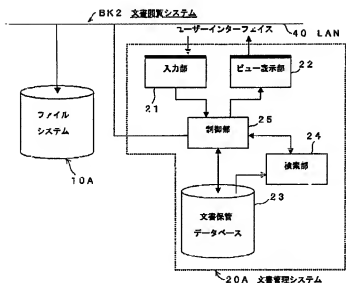 BK2 文書閲覧システム
40 LAN
ユーザーインターフェイス
入力部
ビュー表示部
22
21
25
制御部
24
ファイル
システム
検索部
10A
23
文書保管
データベース
20A 文書管理システム